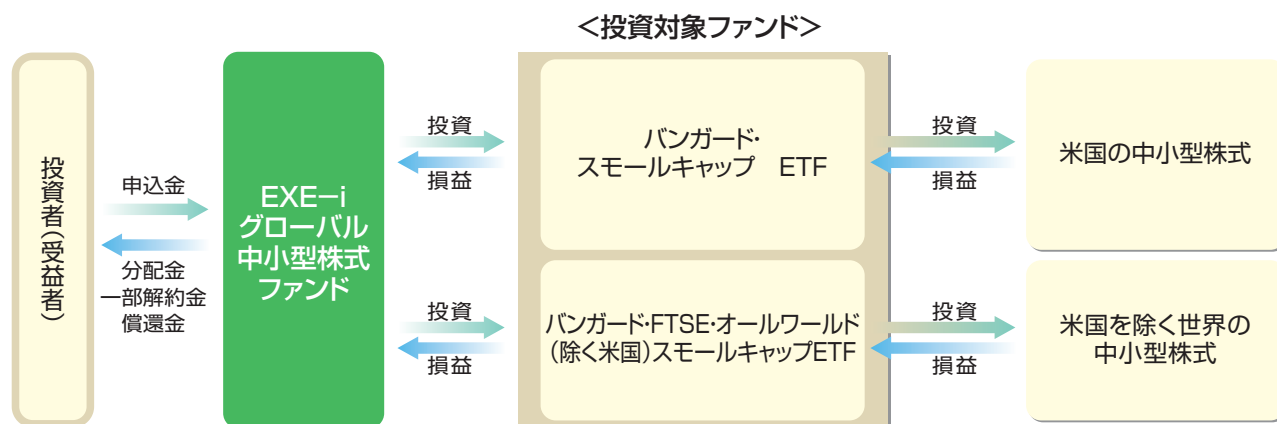 ＜投資対象ファンド＞
投資者（受益者）
申込金
分配金
一部解約金
償還金
EXE－i
グローバル
中小型株式
ファンド
投資
損益
投資
損益
バンガード・
スモールキャップ　ETF
バンガード・FTSE・オールワールド
（除く米国）スモールキャップETF
投資
損益
投資
損益
米国の中小型株式
米国を除く世界の
中小型株式